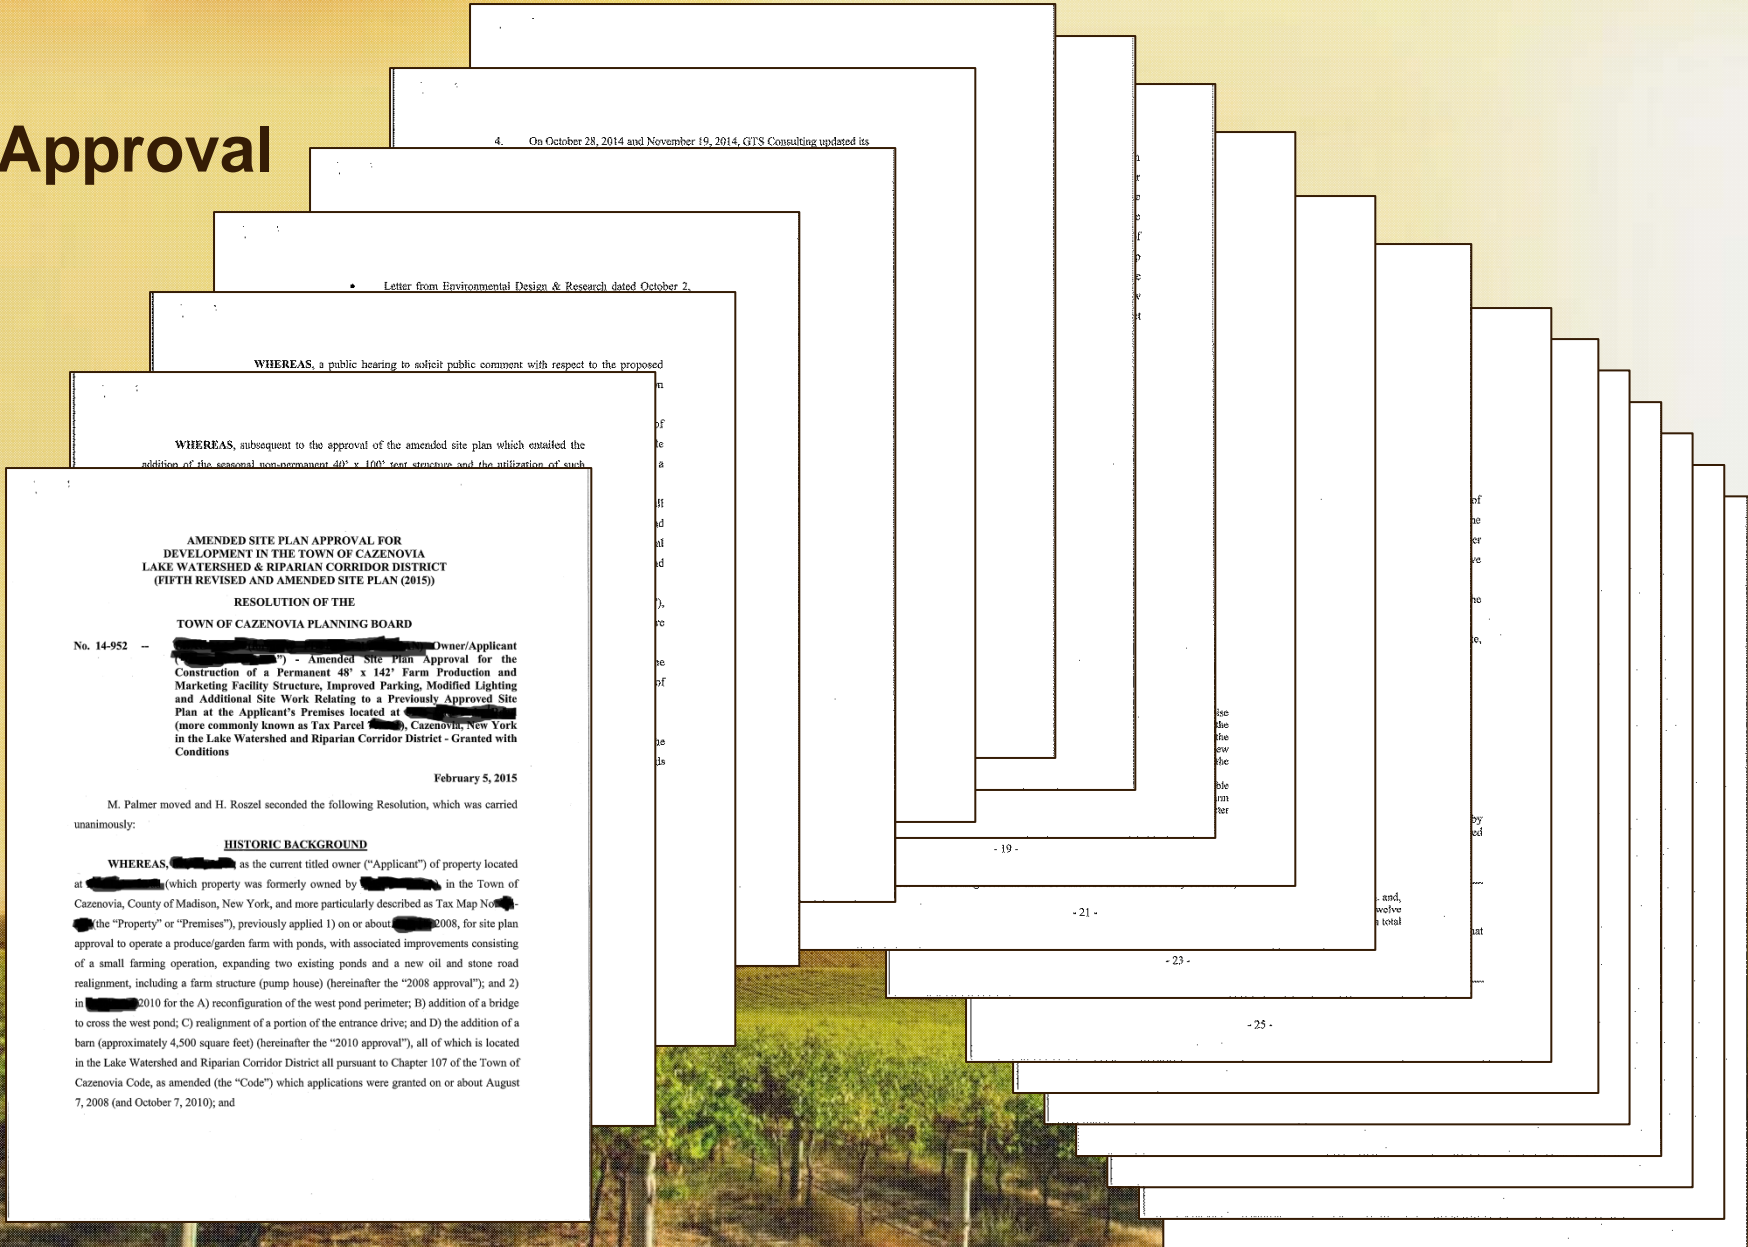 Approval
4. On October 28, 2014 and November 19, 2014, GTS Consulting updated its
• Letter from Environmental Design & Research dated October 2,
WHEREAS, a public hearing to solicit public comment with respect to the proposed
WHEREAS, subsequent to the approval of the amended site plan which entailed the
addition of the seasonal non-permanent 40' x 100' tent structure and the utilization of such
AMENDED SITE PLAN APPROVAL FOR
DEVELOPMENT IN THE TOWN OF CAZENOVIA
LAKE WATERSHED & RIPARIAN CORRIDOR DISTRICT
(FIFTH REVISED AND AMENDED SITE PLAN (2015))
RESOLUTION OF THE
TOWN OF CAZENOVIA PLANNING BOARD
No. 14-952 -- Owner/Applicant
(" ") - Amended Site Plan Approval for the
Construction of a Permanent 48' x 142' Farm Production and
Marketing Facility Structure, Improved Parking, Modified Lighting
and Additional Site Work Relating to a Previously Approved Site
Plan at the Applicant's Premises located at
(more commonly known as Tax Parcel ), Cazenovia, New York
in the Lake Watershed and Riparian Corridor District - Granted with
Conditions
February 5, 2015
M. Palmer moved and H. Roszel seconded the following Resolution, which was carried
unanimously:
HISTORIC BACKGROUND
WHEREAS, as the current titled owner ("Applicant") of property located
at (which property was formerly owned by ), in the Town of
Cazenovia, County of Madison, New York, and more particularly described as Tax Map No.
(the "Property" or "Premises"), previously applied 1) on or about 2008, for site plan
approval to operate a produce/garden farm with ponds, with associated improvements consisting
of a small farming operation, expanding two existing ponds and a new oil and stone road
realignment, including a farm structure (pump house) (hereinafter the "2008 approval"); and 2)
in 2010 for the A) reconfiguration of the west pond perimeter; B) addition of a bridge
to cross the west pond; C) realignment of a portion of the entrance drive; and D) the addition of a
barn (approximately 4,500 square feet) (hereinafter the "2010 approval"), all of which is located
in the Lake Watershed and Riparian Corridor District all pursuant to Chapter 107 of the Town of
Cazenovia Code, as amended (the "Code") which applications were granted on or about August
7, 2008 (and October 7, 2010); and
- 19 -
- 21 -
- 23 -
- 25 -
and,
total